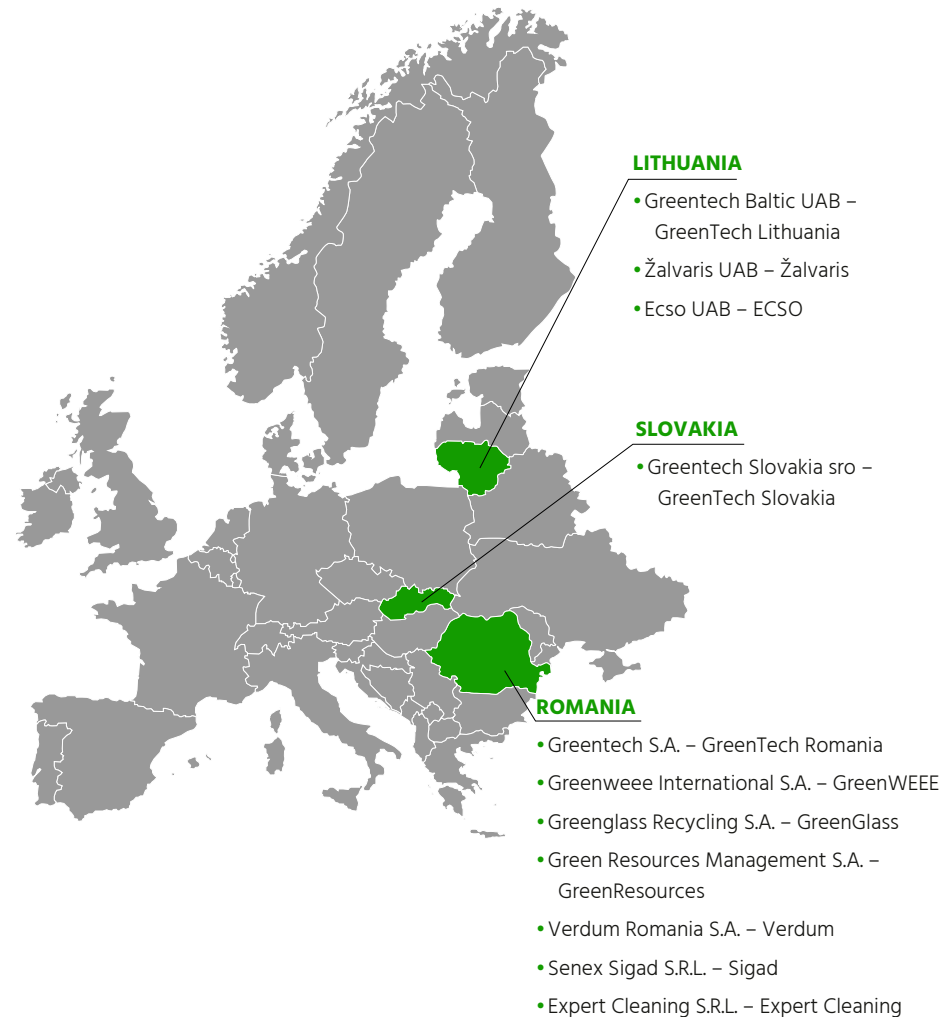 LITHUANIA
• Greentech Baltic UAB –
GreenTech Lithuania
• Žalvaris UAB – Žalvaris
• Ecso UAB – ECSO
SLOVAKIA
• Greentech Slovakia sro –
GreenTech Slovakia
ROMANIA
• Greentech S.A. – GreenTech Romania
• Greenweee International S.A. – GreenWEEE
• Greenglass Recycling S.A. – GreenGlass
• Green Resources Management S.A. –
GreenResources
• Verdum Romania S.A. – Verdum
• Senex Sigad S.R.L. – Sigad
• Expert Cleaning S.R.L. – Expert Cleaning